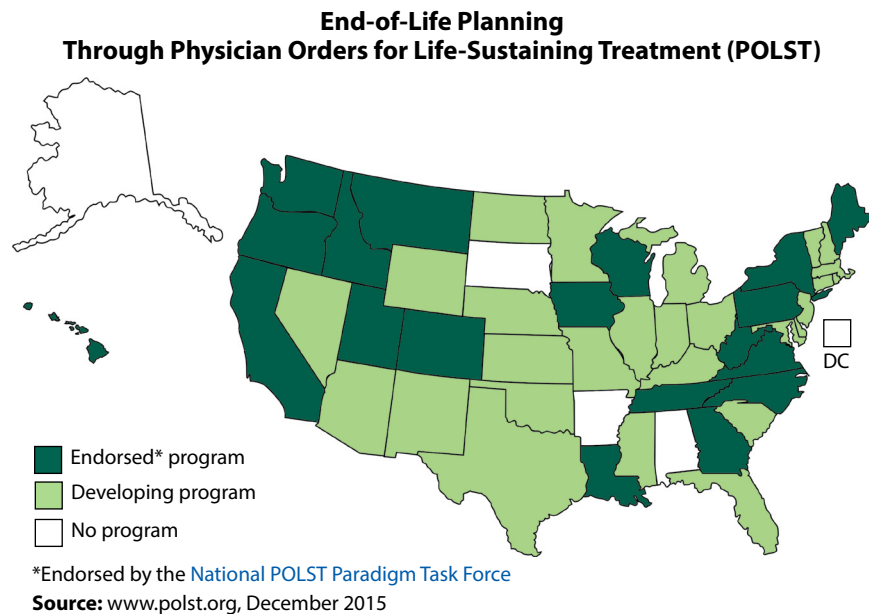 End-of-Life Planning
Through Physician Orders for Life-Sustaining Treatment (POLST)
DC
Endorsed* program
Developing program
No program
*Endorsed by the National POLST Paradigm Task Force
Source: www.polst.org, December 2015